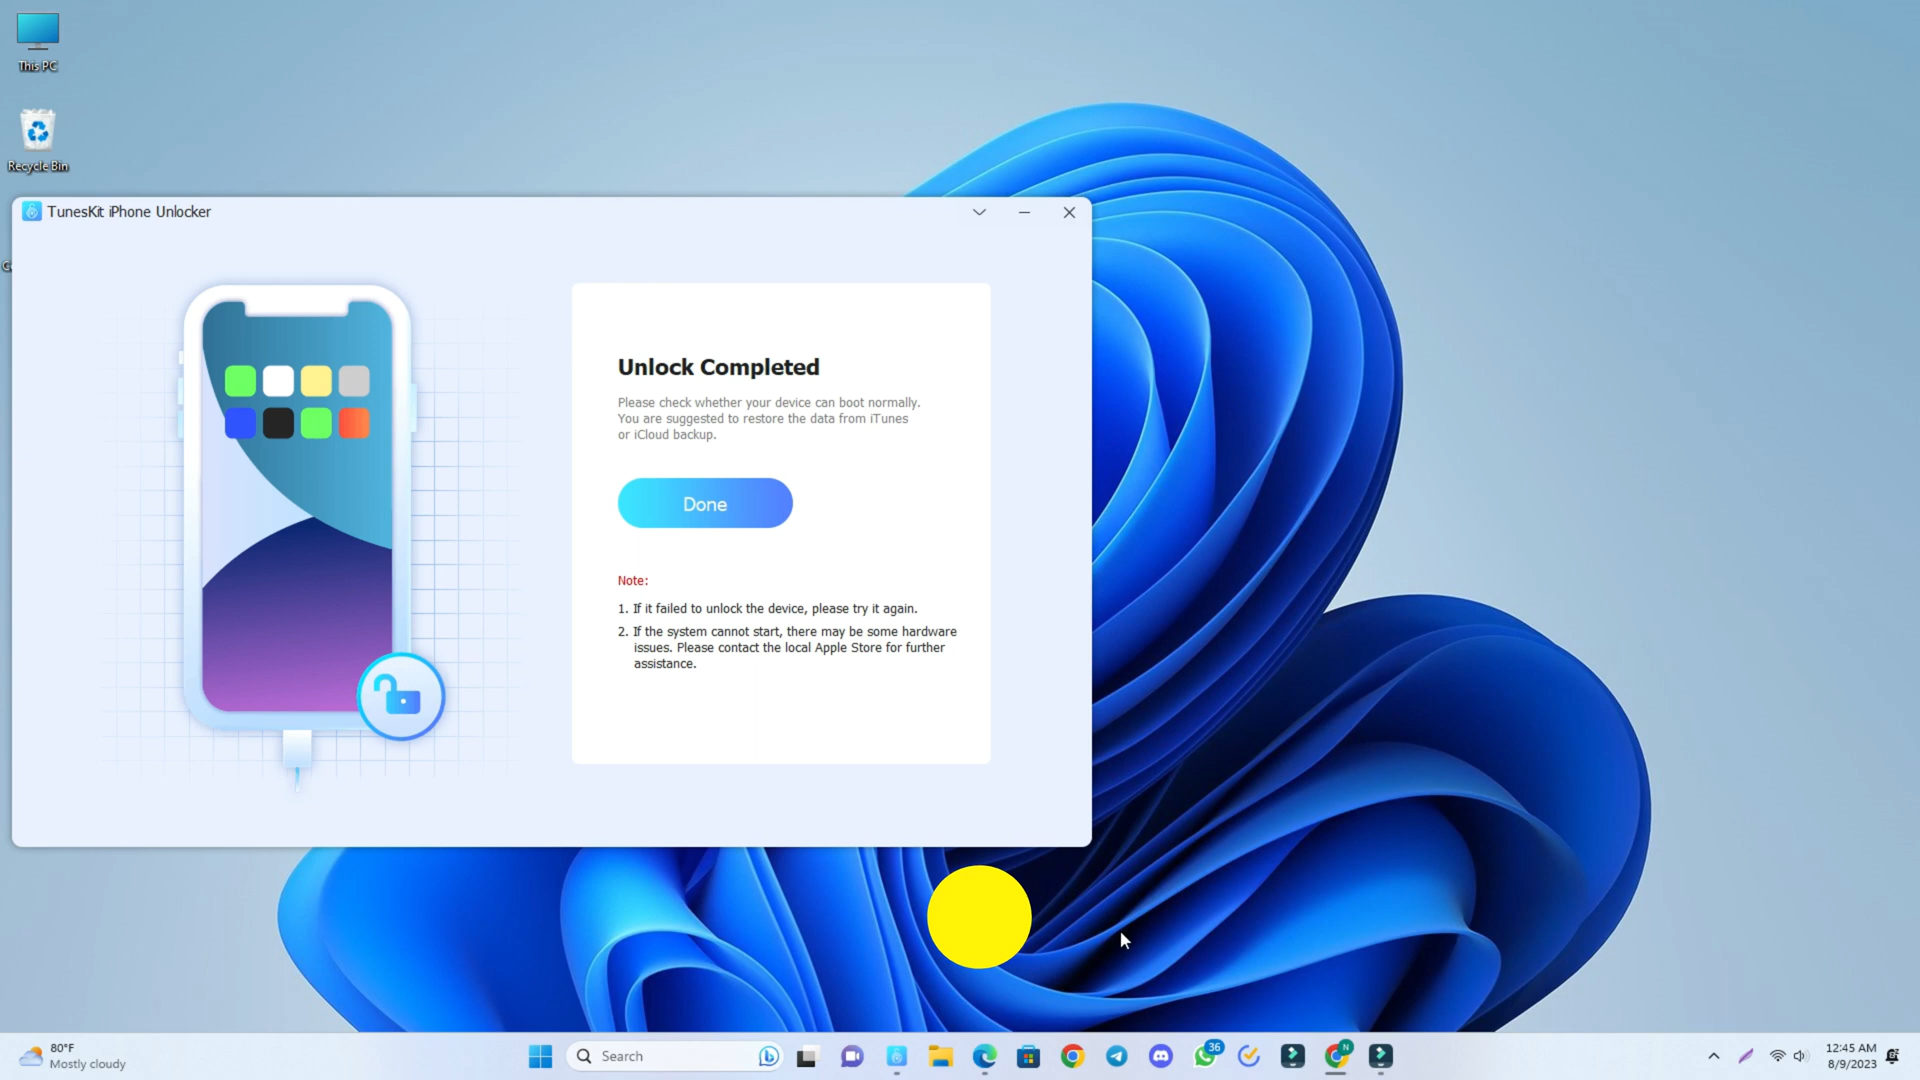 This PC
Recycle Bin
TunesKit iPhone Unlocker
Unlock Completed
Please check whether your device can boot normally.
You are suggested to restore the data from iTunes
or iCloud backup.
Done
Note:
1. If it failed to unlock the device, please try it again.
2. If the system cannot start, there may be some hardware
issues. Please contact the local Apple Store for further
assistance.
80°F
Mostly cloudy
Search
36
N
12:45 AM
8/9/2023